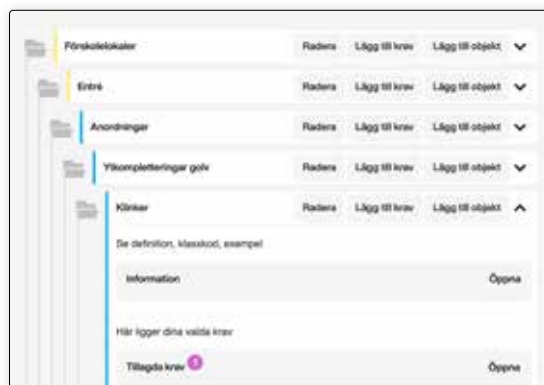 Förskolelokaler Radera Lägg till krav Lägg till objekt
Entré Radera Lägg till krav Lägg till objekt
Anordningar Radera Lägg till krav Lägg till objekt
Ytkompletteringar golv Radera Lägg till krav Lägg till objekt
Klinker Radera Lägg till krav Lägg till objekt
Se definition, klasskod, exempel
Information Öppna
Här ligger dina valda krav
Tillagda krav Öppna